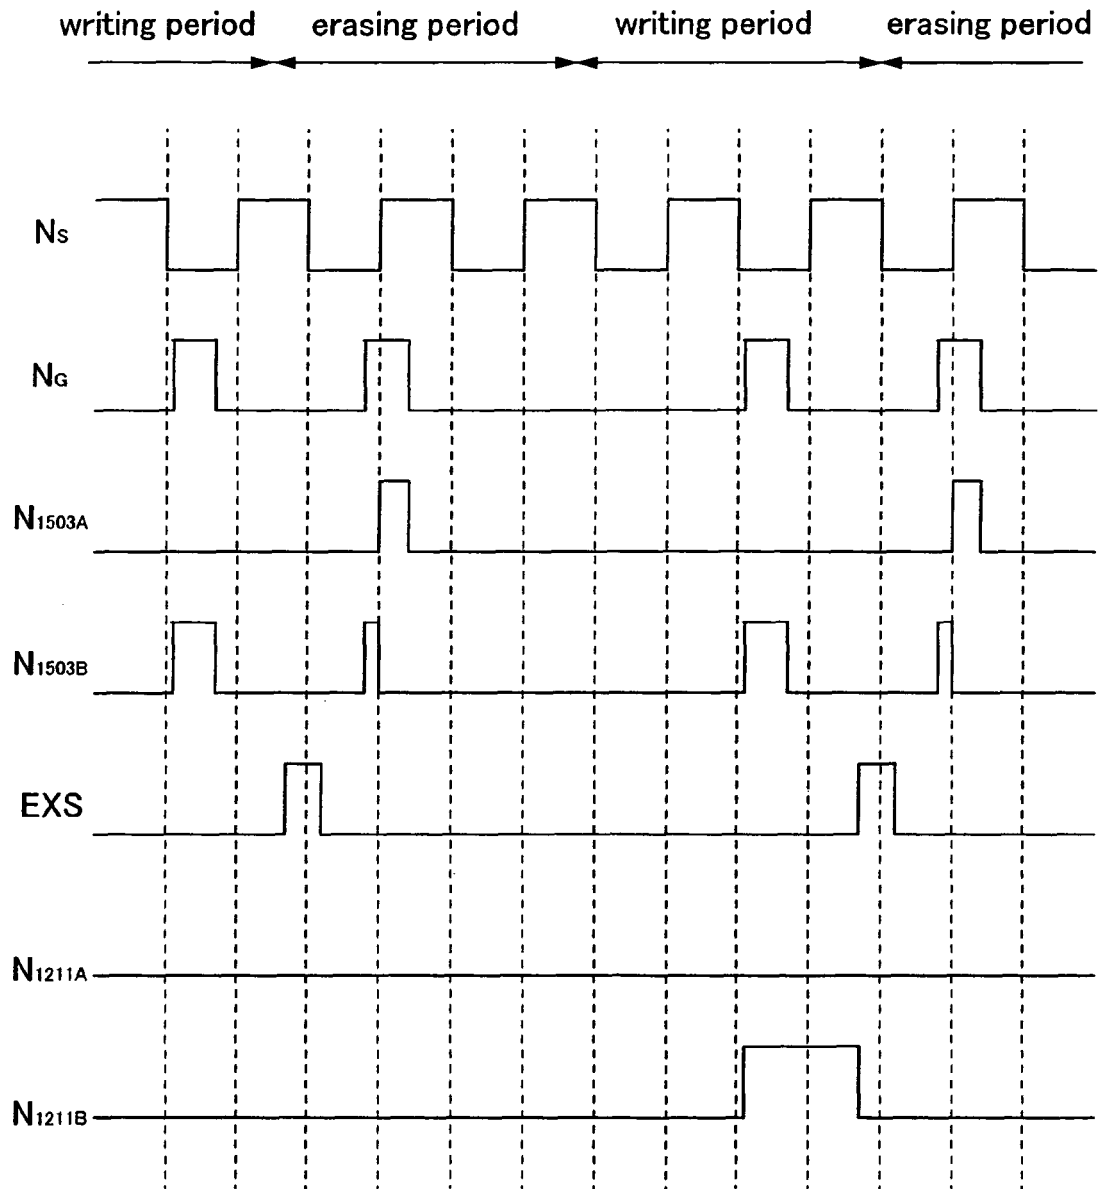 writing period erasing period writing period erasing period
Ns
NG
N1503A
N1503B
EXS
N1211A
N1211B